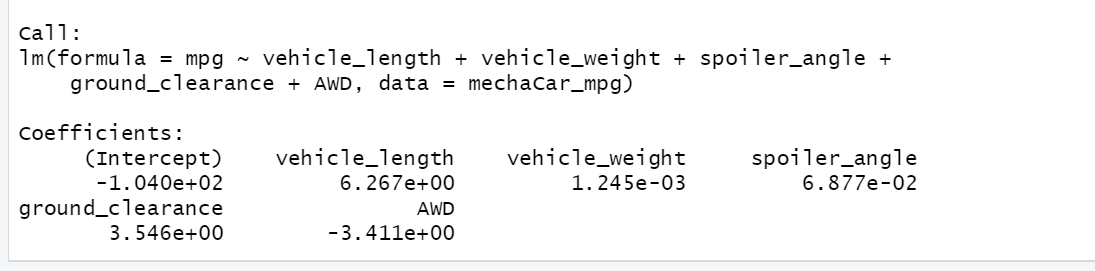 Call:
lm(formula = mpg ~ vehicle_length + vehicle_weight + spoiler_angle +
    ground_clearance + AWD, data = mechaCar_mpg)
Coefficients:
     (Intercept)    vehicle_length    vehicle_weight     spoiler_angle
      -1.040e+02         6.267e+00         1.245e-03         6.877e-02
ground_clearance               AWD
       3.546e+00        -3.411e+00